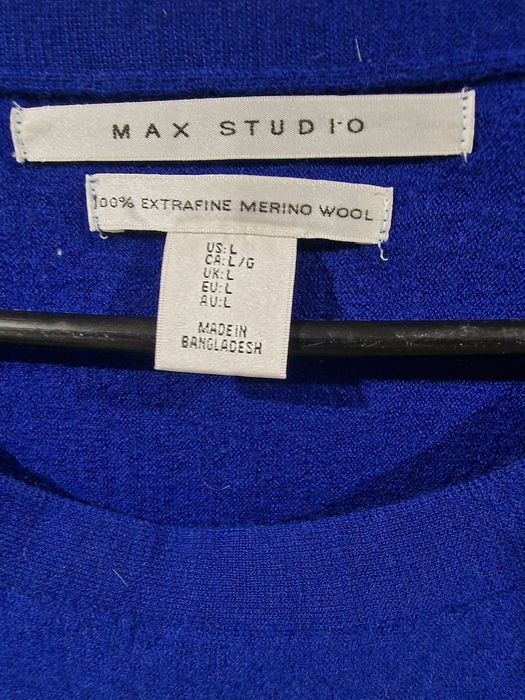 MAX STUDIO
100% EXTRAFINE MERINO WOOL
US: L
CA: L/G
UK: L
EU: L
AU: L
MADE IN
BANGLADESH